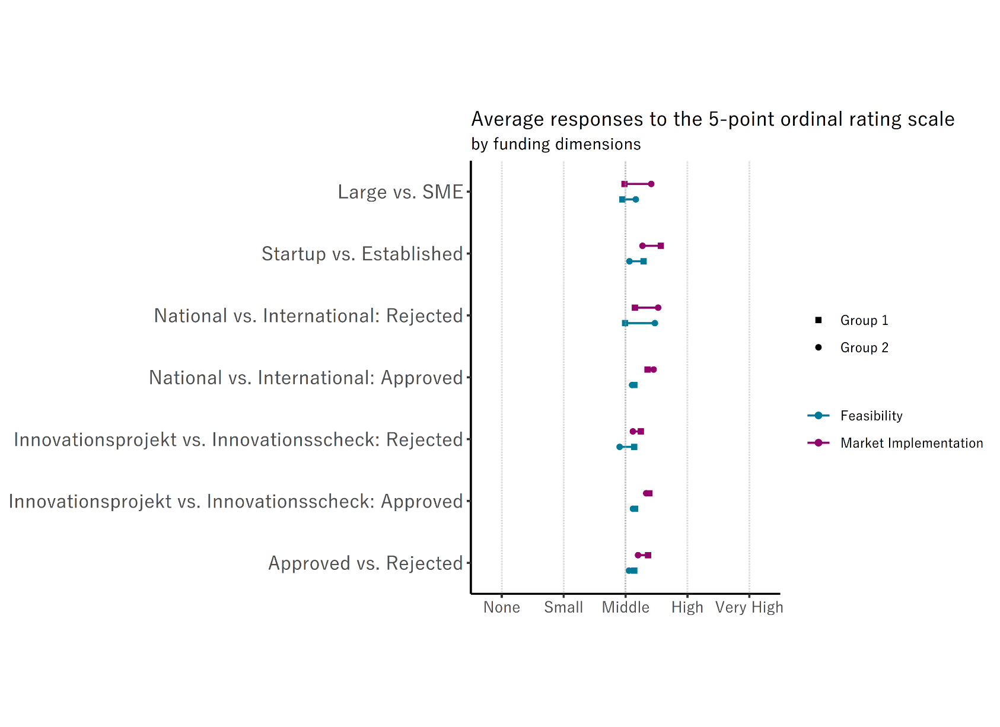 Average responses to the 5-point ordinal rating scale
by funding dimensions
Large vs. SME
Startup vs. Established
National vs. International: Rejected
National vs. International: Approved
Innovationsprojekt vs. Innovationsscheck: Rejected
Innovationsprojekt vs. Innovationsscheck: Approved
Approved vs. Rejected
None Small Middle High Very High
Group 1
Group 2
Feasibility
Market Implementation